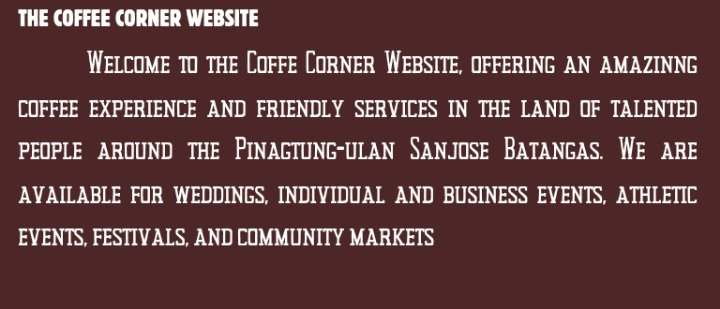 THE COFFEE CORNER WEBSITE
Welcome to the Coffe Corner Website, offering an amazinng
coffee experience and friendly services in the land of talented
people around the Pinagtung-ulan Sanjose Batangas. We are
available for weddings, individual and business events, athletic
events, festivals, and community markets